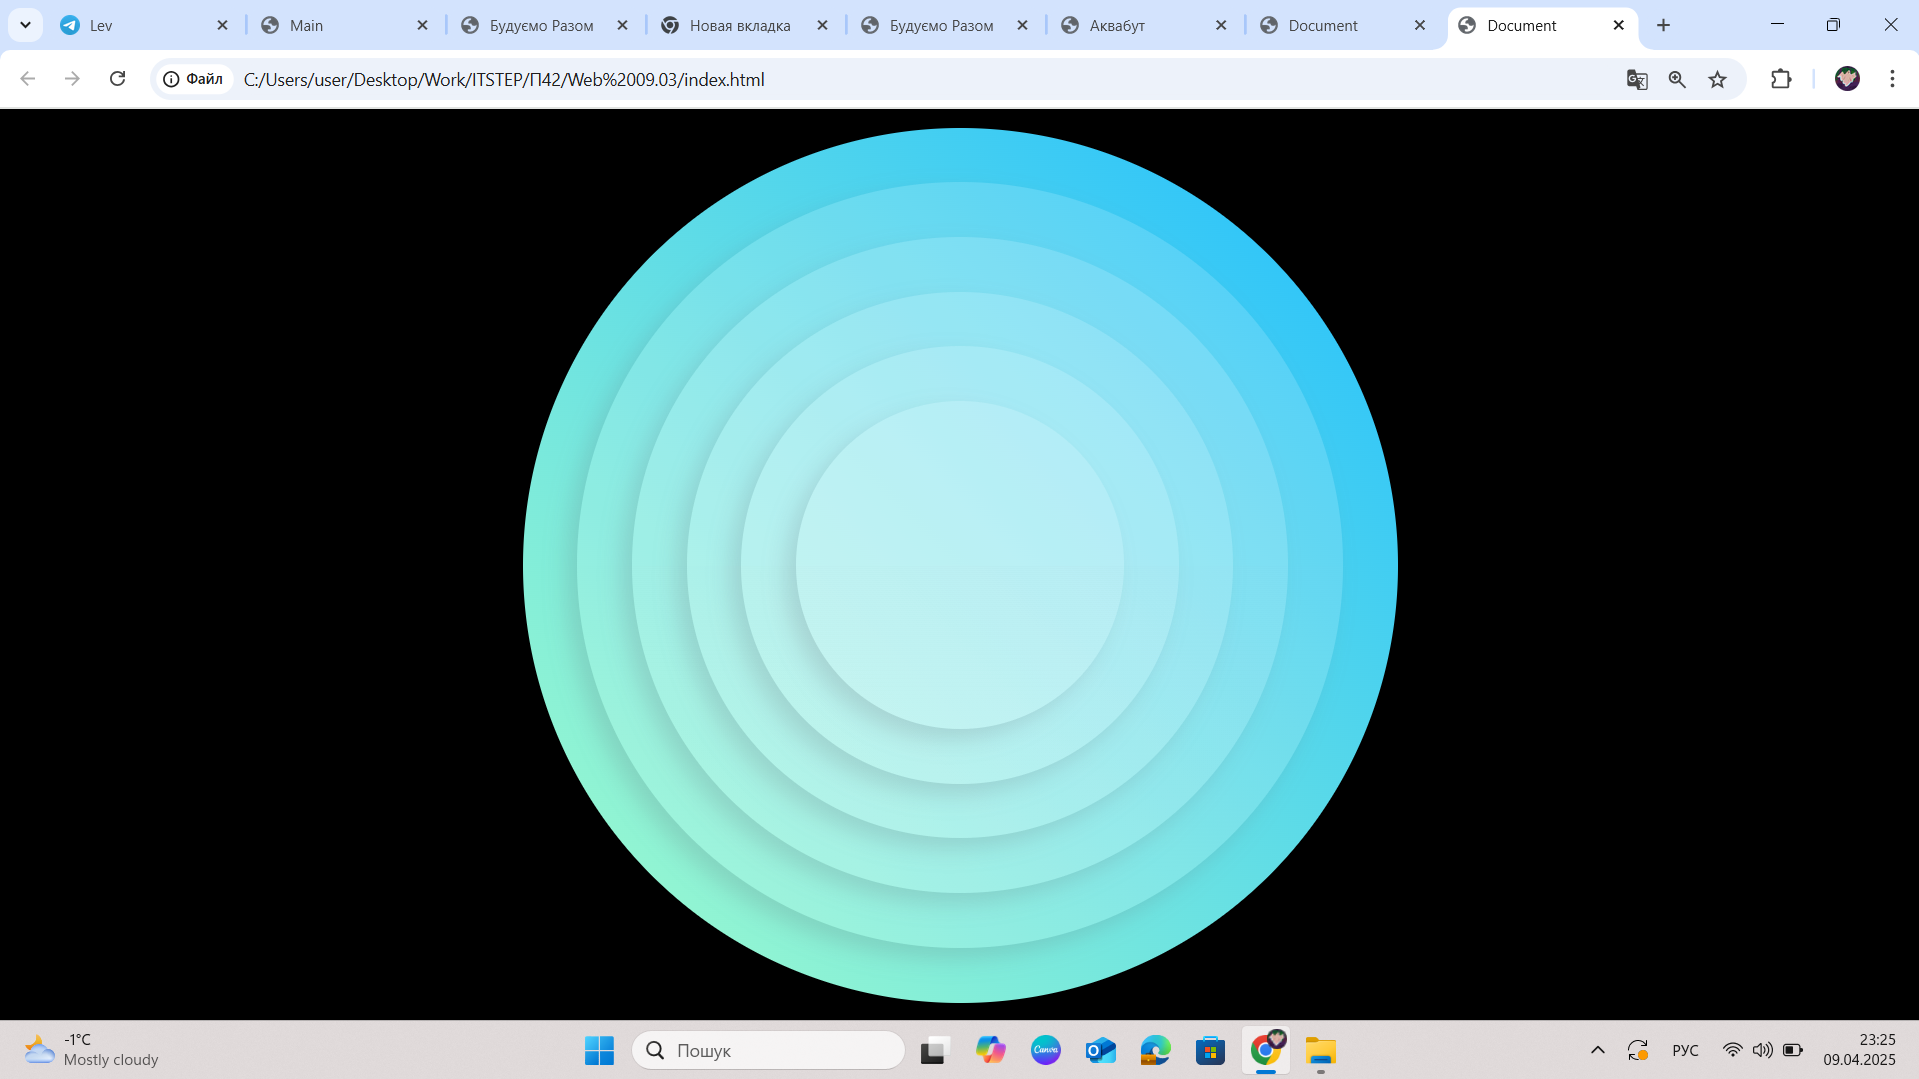 Lev
Main
Будуємо Разом
Новая вкладка
Будуємо Разом
Аквабут
Document
Document
Файл
C:/Users/user/Desktop/Work/ITSTEP/П42/Web%2009.03/index.html
-1°C
Mostly cloudy
Пошук
Canva
РУС
23:25
09.04.2025